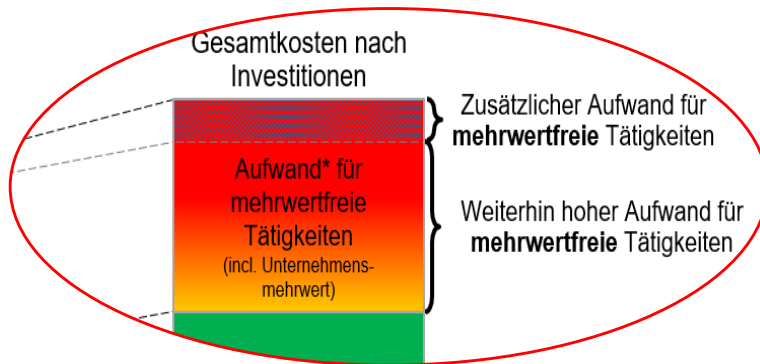 Gesamtkosten nach
Investitionen
Zusätzlicher Aufwand für
mehrwertfreie Tätigkeiten
Aufwand* für
mehrwertfreie
Tätigkeiten
(incl. Unternehmens-
mehrwert)
Weiterhin hoher Aufwand für
mehrwertfreie Tätigkeiten